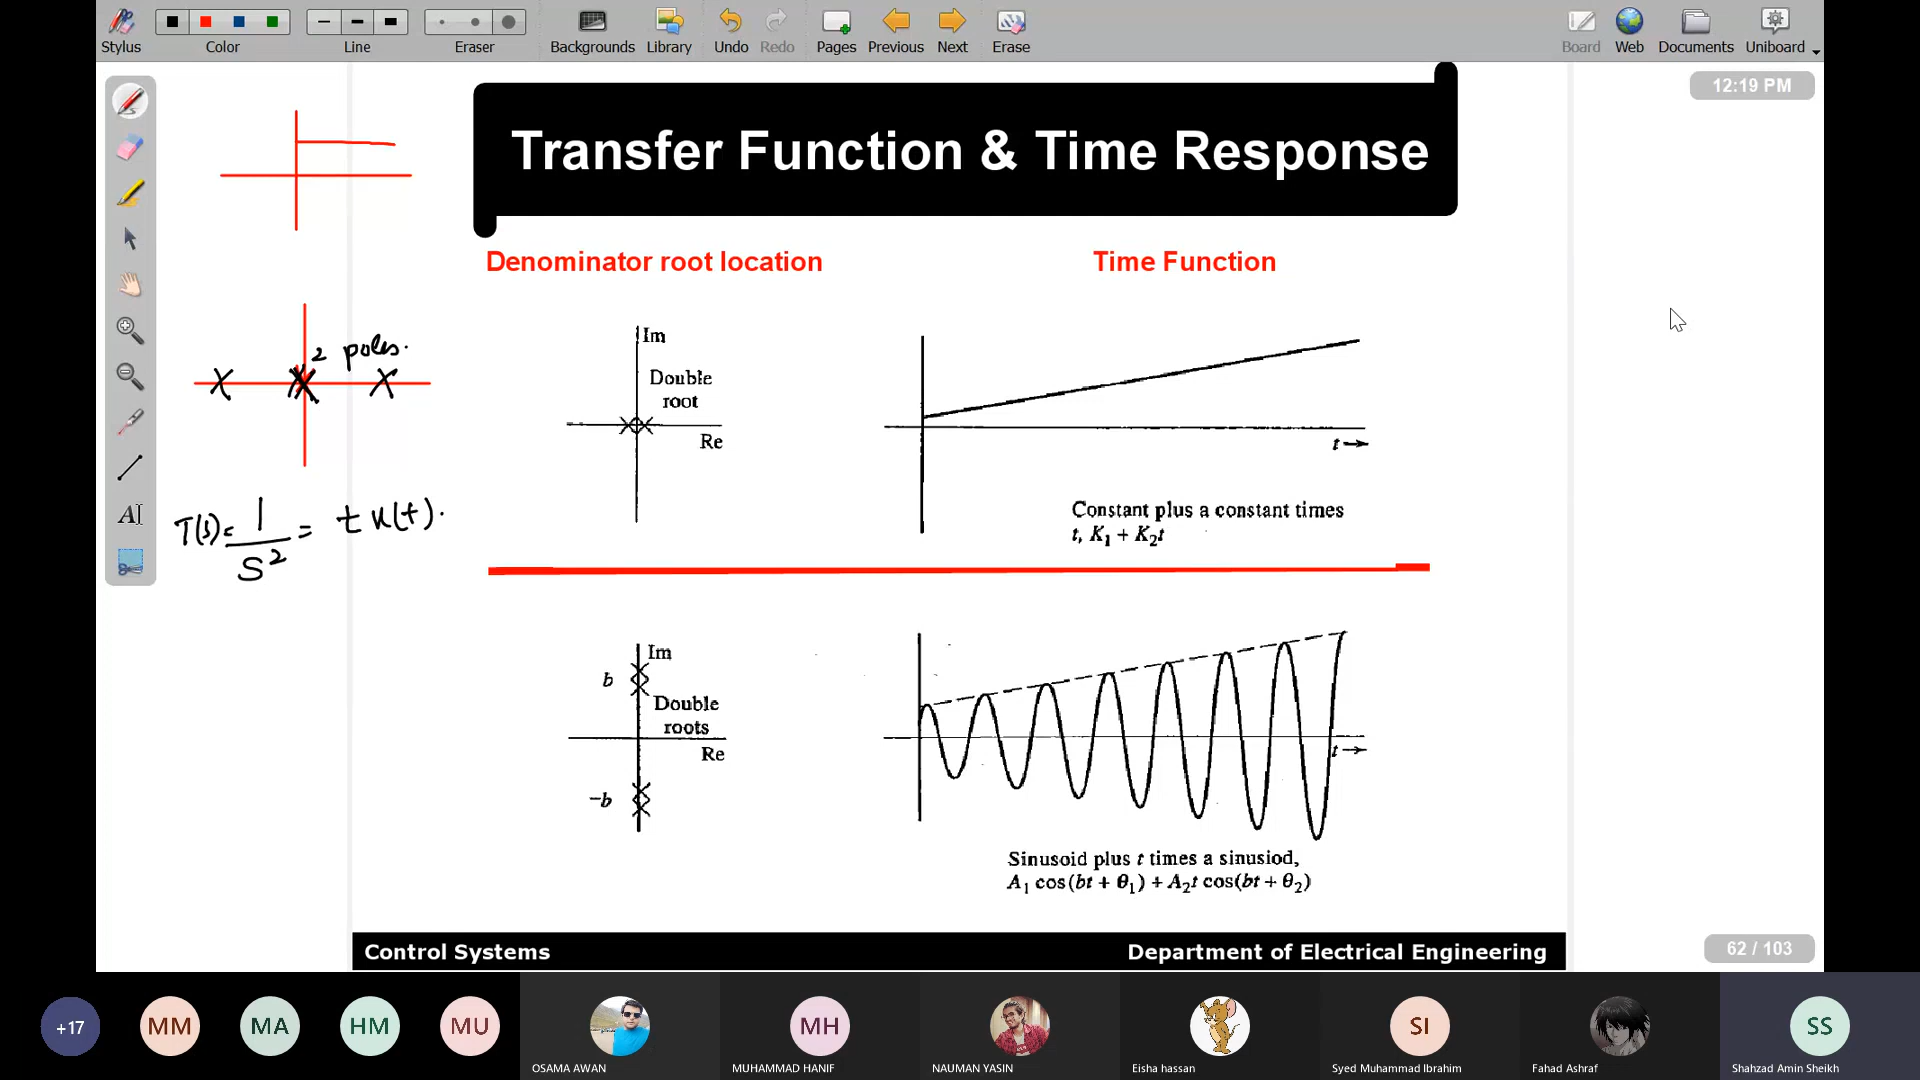 Stylus Color Line Eraser Backgrounds Library Undo Redo Pages Previous Next Erase Board Web Documents Uniboard
12:19 PM
Transfer Function & Time Response
Denominator root location
Time Function
2 poles.
Im
Double
root
Re
t→
T(s)= 1/S² = t u(t).
Constant plus a constant times
t, K₁ + K₂t
Im
b
Double
roots
Re
-b
t→
Sinusoid plus t times a sinusiod,
A₁ cos(bt + θ₁) + A₂t cos(bt + θ₂)
Control Systems
Department of Electrical Engineering
62 / 103
+17
MM
MA
HM
MU
OSAMA AWAN
MH
MUHAMMAD HANIF
NAUMAN YASIN
Eisha hassan
SI
Syed Muhammad Ibrahim
Fahad Ashraf
SS
Shahzad Amin Sheikh